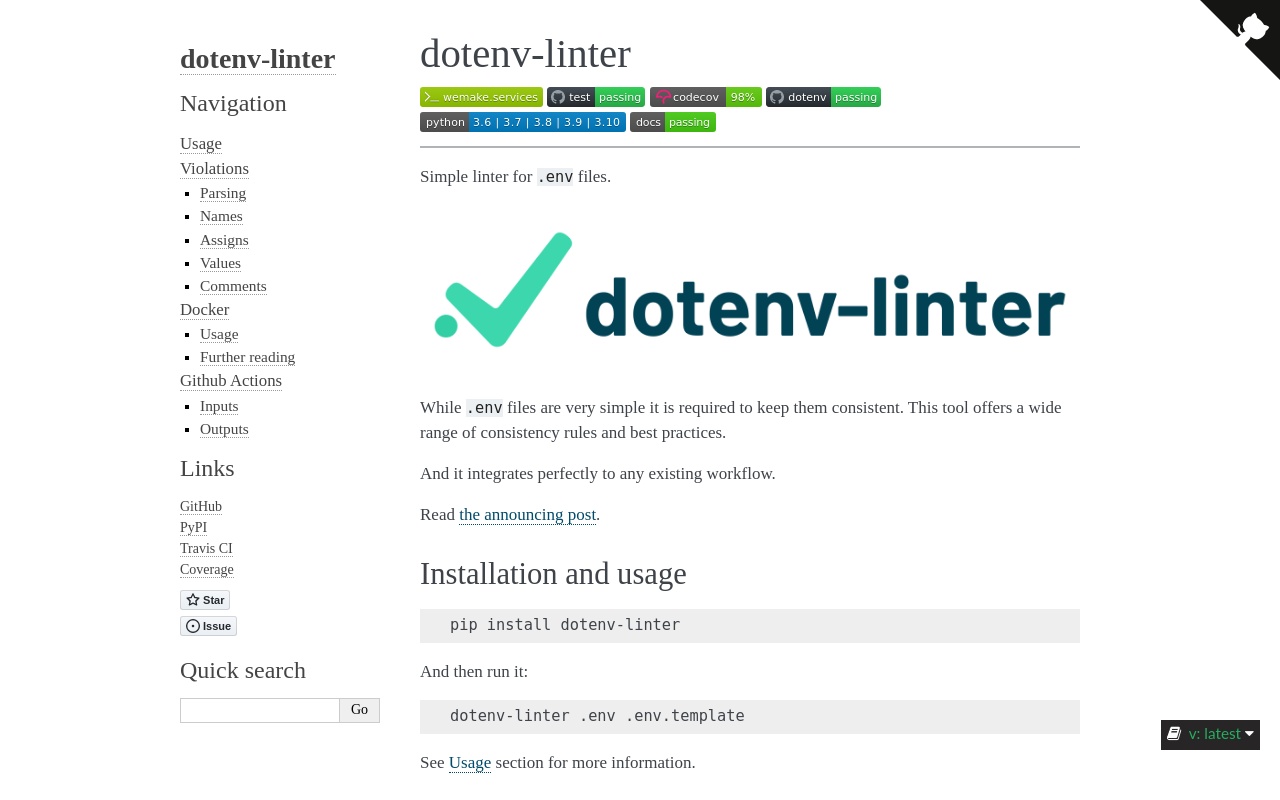 dotenv-linter
Navigation
Usage
Violations
Parsing
Names
Assigns
Values
Comments
Docker
Usage
Further reading
Github Actions
Inputs
Outputs
Links
GitHub
PyPI
Travis CI
Coverage
Star
Issue
Quick search
Go
dotenv-linter
wemake.services test passing codecov 98% dotenv passing
python 3.6 | 3.7 | 3.8 | 3.9 | 3.10 docs passing
Simple linter for .env files.
dotenv-linter
While .env files are very simple it is required to keep them consistent. This tool offers a wide
range of consistency rules and best practices.
And it integrates perfectly to any existing workflow.
Read the announcing post.
Installation and usage
pip install dotenv-linter
And then run it:
dotenv-linter .env .env.template
See Usage section for more information.
v: latest